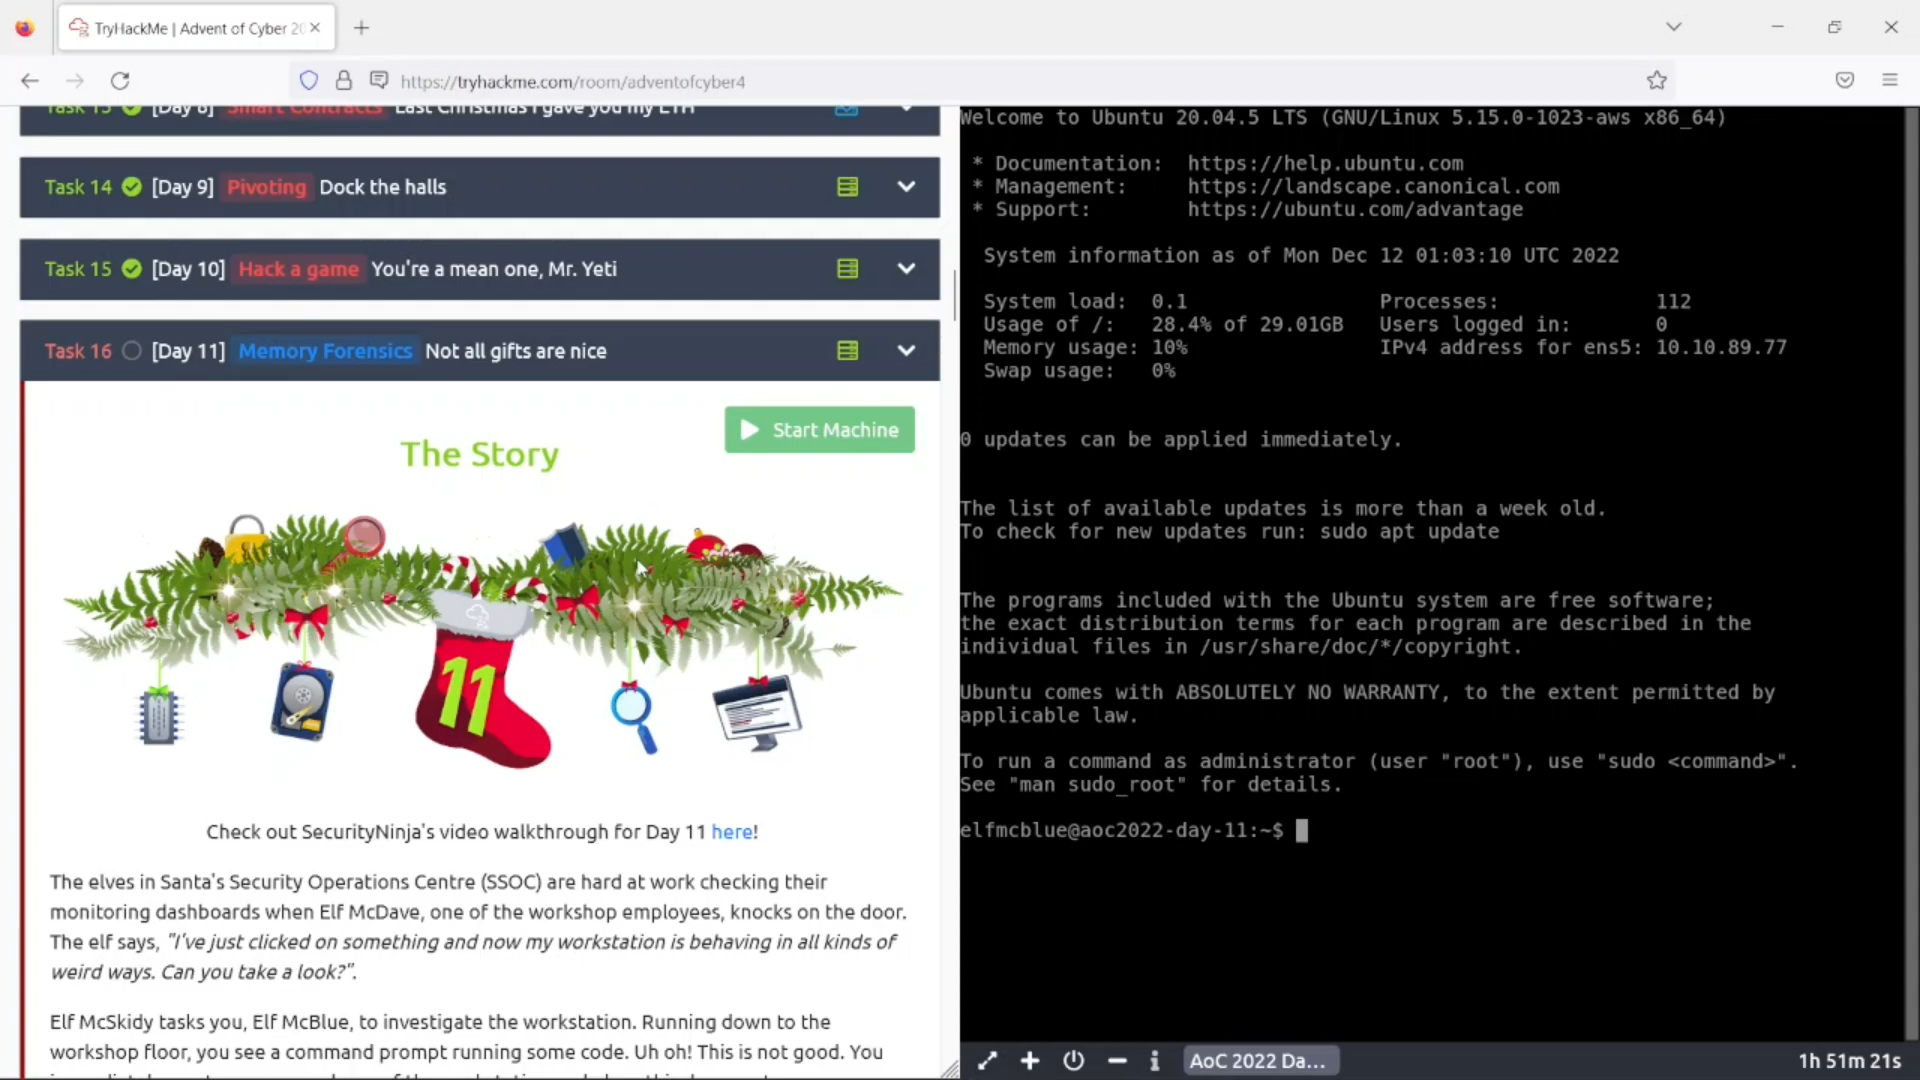 TryHackMe | Advent of Cyber 20
https://tryhackme.com/room/adventofcyber4
Task 13 [Day 8] Smart Contracts Last Christmas I gave you my ETH
Task 14 [Day 9] Pivoting Dock the halls
Task 15 [Day 10] Hack a game You're a mean one, Mr. Yeti
Task 16 [Day 11] Memory Forensics Not all gifts are nice
Start Machine
The Story
11
Check out SecurityNinja's video walkthrough for Day 11 here!
The elves in Santa's Security Operations Centre (SSOC) are hard at work checking their
monitoring dashboards when Elf McDave, one of the workshop employees, knocks on the door.
The elf says, "I've just clicked on something and now my workstation is behaving in all kinds of
weird ways. Can you take a look?".
Elf McSkidy tasks you, Elf McBlue, to investigate the workstation. Running down to the
workshop floor, you see a command prompt running some code. Uh oh! This is not good. You
Welcome to Ubuntu 20.04.5 LTS (GNU/Linux 5.15.0-1023-aws x86_64)
* Documentation: https://help.ubuntu.com
* Management: https://landscape.canonical.com
* Support: https://ubuntu.com/advantage
System information as of Mon Dec 12 01:03:10 UTC 2022
System load: 0.1 Processes: 112
Usage of /: 28.4% of 29.01GB Users logged in: 0
Memory usage: 10% IPv4 address for ens5: 10.10.89.77
Swap usage: 0%
0 updates can be applied immediately.
The list of available updates is more than a week old.
To check for new updates run: sudo apt update
The programs included with the Ubuntu system are free software;
the exact distribution terms for each program are described in the
individual files in /usr/share/doc/*/copyright.
Ubuntu comes with ABSOLUTELY NO WARRANTY, to the extent permitted by
applicable law.
To run a command as administrator (user "root"), use "sudo <command>".
See "man sudo_root" for details.
elfmcblue@aoc2022-day-11:~$
AoC 2022 Da...
1h 51m 21s